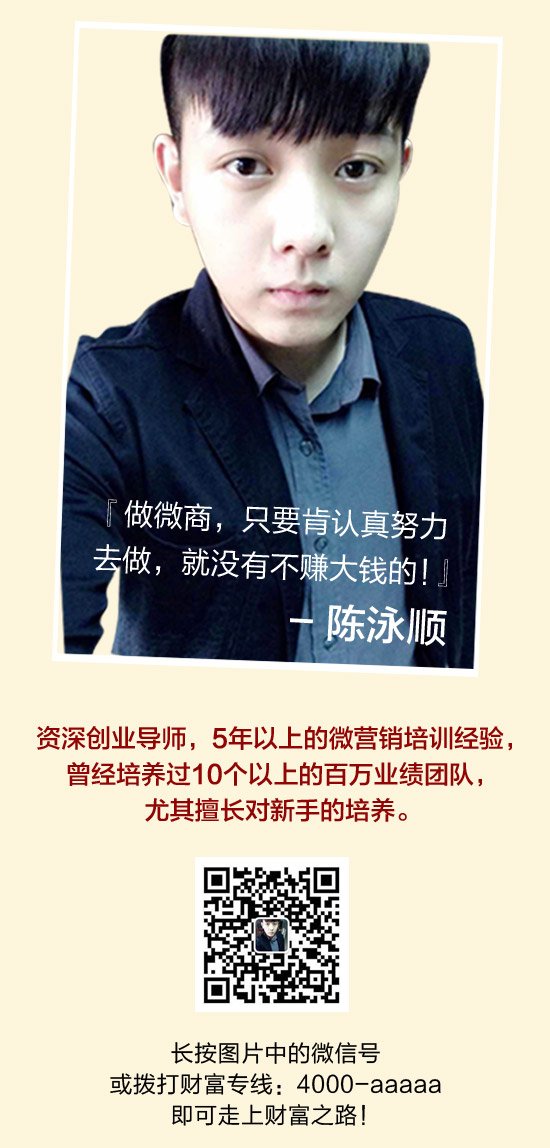 『做微商，只要肯认真努力
去做，就没有不赚大钱的！』
– 陈泳顺
资深创业导师，5年以上的微营销培训经验，
曾经培养过10个以上的百万业绩团队，
尤其擅长对新手的培养。
长按图片中的微信号
或拨打财富专线：4000-aaaaa
即可走上财富之路！